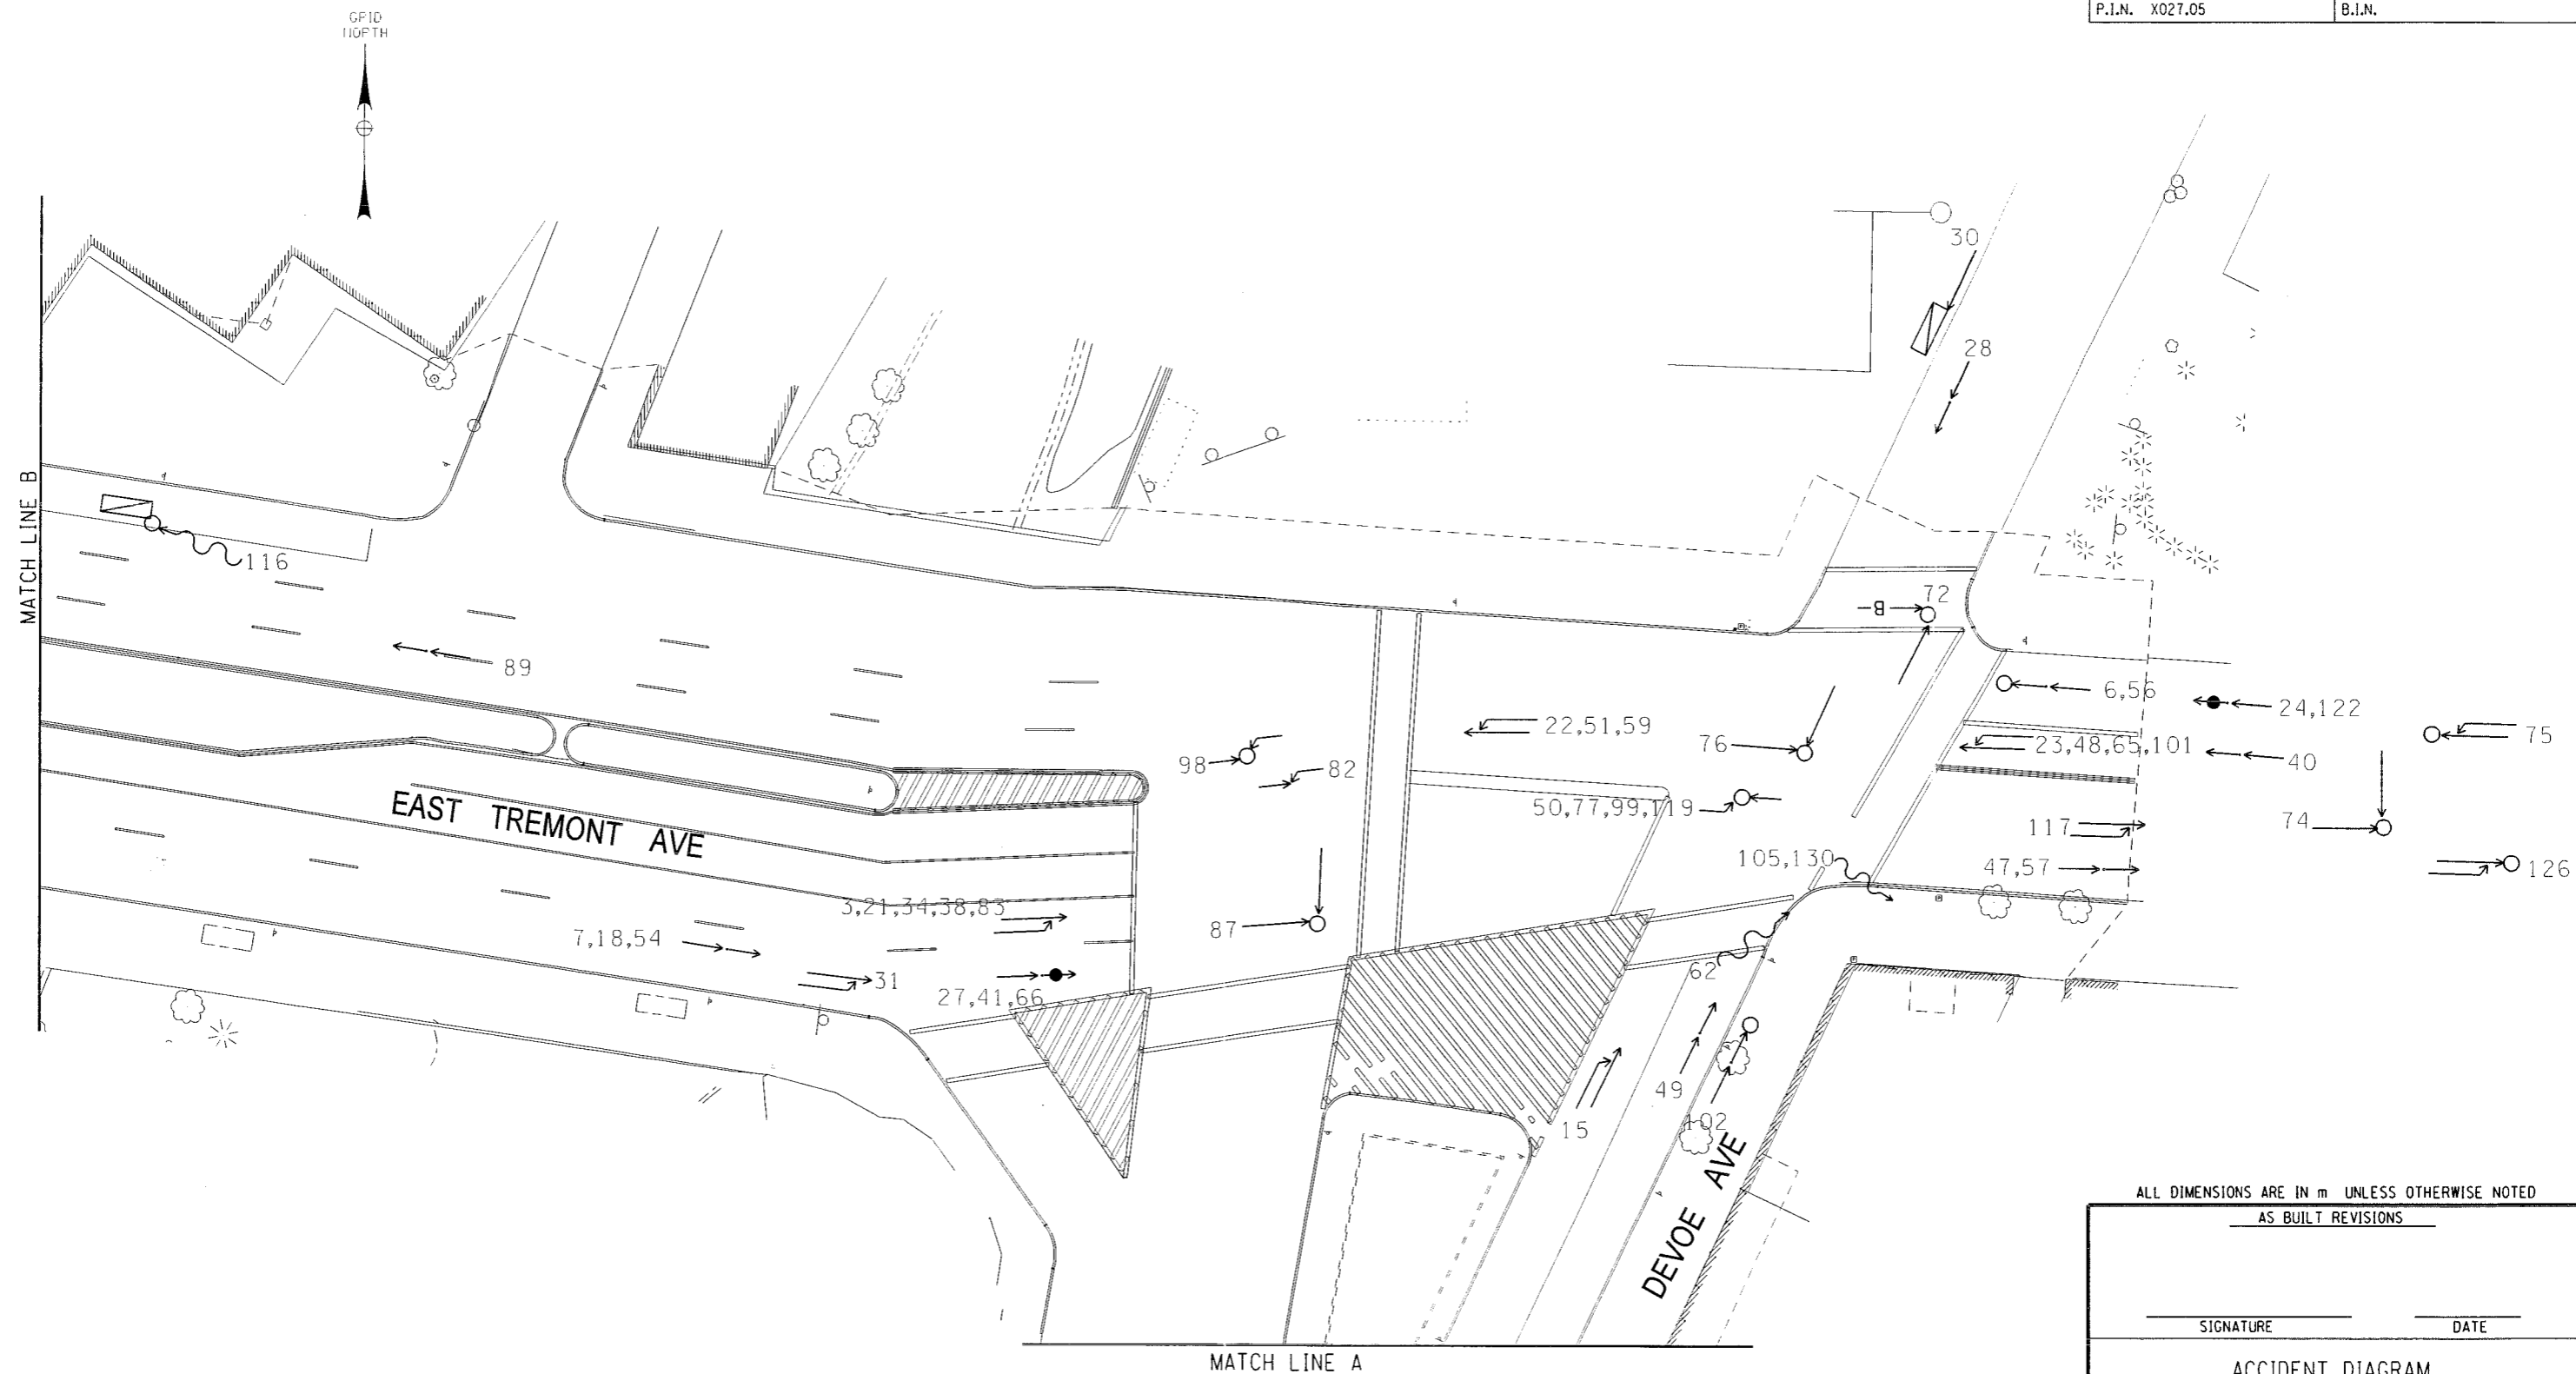 P.I.N. X027.05
B.I.N.
GRID
NORTH
30
28
MATCH LINE B
116
72
-B-
89
6,56
24,122
22,51,59
75
98
76
23,48,65,101
40
82
EAST TREMONT AVE
50,77,99,119
117
74
105,130
47,57
126
3,21,34,38,83
7,18,54
87
31
62
27,41,66
49
15
102
DEVOE AVE
ALL DIMENSIONS ARE IN m UNLESS OTHERWISE NOTED
AS BUILT REVISIONS
SIGNATURE
DATE
MATCH LINE A
ACCIDENT DIAGRAM